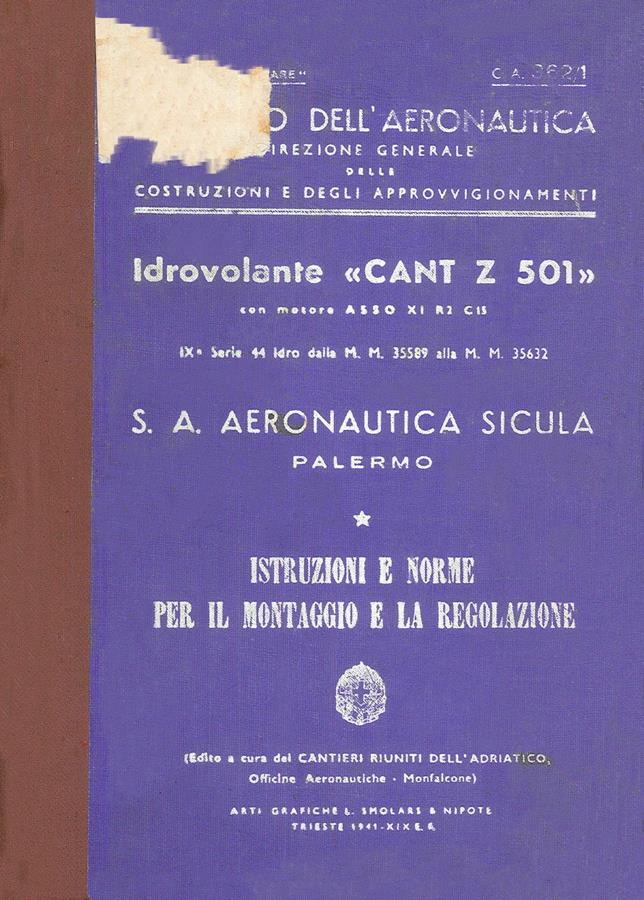 C. A. 362/1
DELL'AERONAUTICA
DIREZIONE GENERALE
DELLE
COSTRUZIONI E DEGLI APPROVVIGIONAMENTI
Idrovolante «CANT Z 501»
con motore ASSO XI R2 C15
IXª Serie 44 Idro dalla M. M. 35589 alla M. M. 35632
S. A. AERONAUTICA SICULA
PALERMO
ISTRUZIONI E NORME
PER IL MONTAGGIO E LA REGOLAZIONE
(Edito a cura dei CANTIERI RIUNITI DELL'ADRIATICO,
Officine Aeronautiche - Monfalcone)
ARTI GRAFICHE L. SMOLARS & NIPOTE
TRIESTE 1941-XIX E. F.